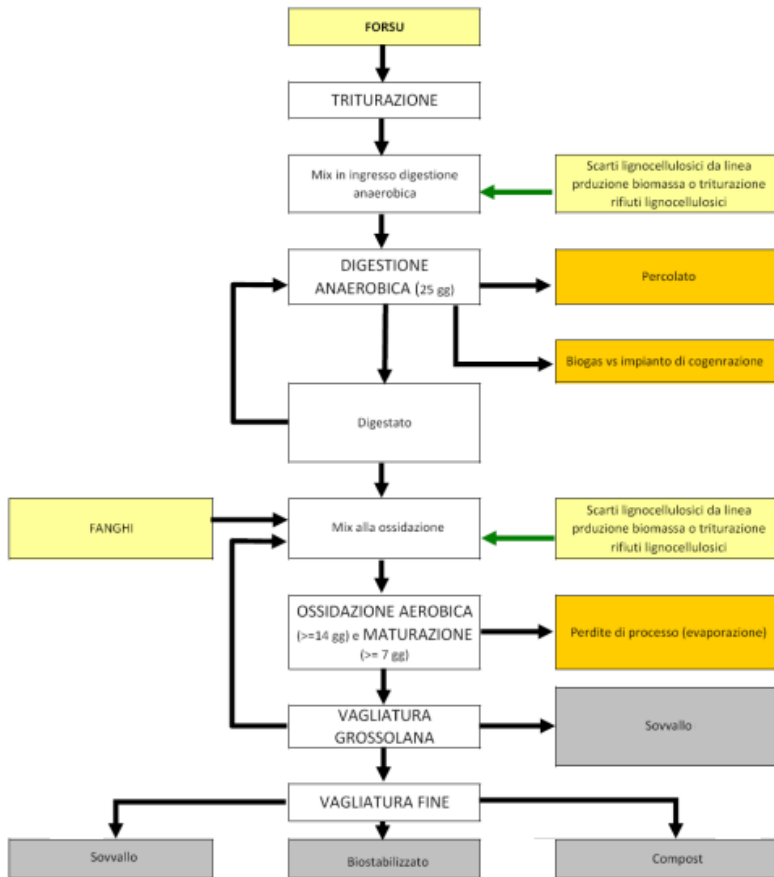 FORSU
TRITURAZIONE
Mix in ingresso digestione
anaerobica
Scarti lignocellulosici da linea
prduzione biomassa o triturazione
rifiuti lignocellulosici
DIGESTIONE
ANAEROBICA (25 gg)
Percolato
Biogas vs impianto di cogenrazione
Digestato
FANGHI
Mix alla ossidazione
Scarti lignocellulosici da linea
prduzione biomassa o triturazione
rifiuti lignocellulosici
OSSIDAZIONE AEROBICA
(>=14 gg) e MATURAZIONE
(>= 7 gg)
Perdite di processo (evaporazione)
VAGLIATURA
GROSSOLANA
Sovvallo
VAGLIATURA FINE
Sovvallo
Biostabilizzato
Compost